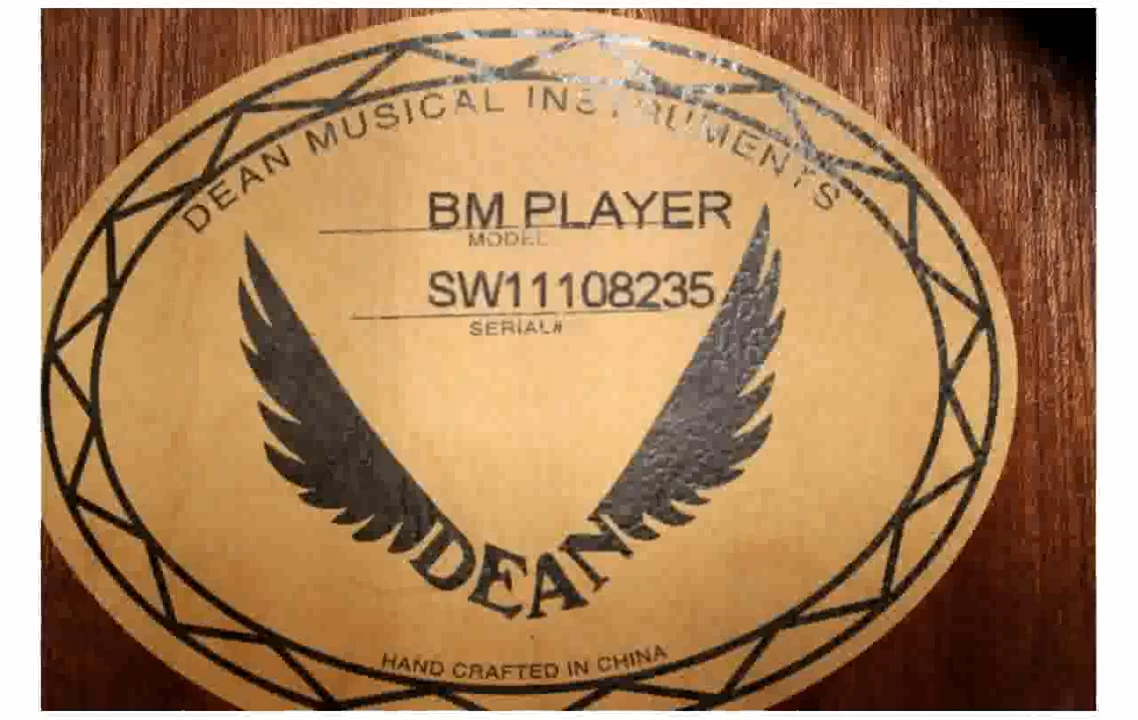 DEAN MUSICAL INSTRUMENTS
BM PLAYER
MODEL
SW11108235
SERIAL#
DEAN
HAND CRAFTED IN CHINA